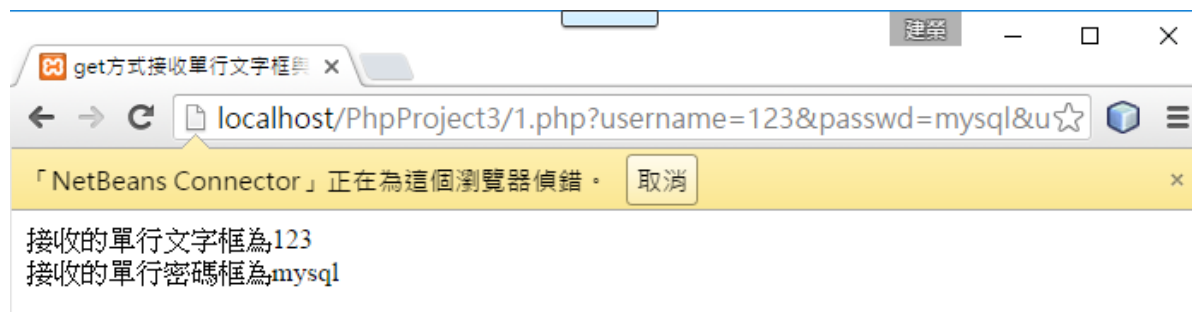 建榮
get方式接收單行文字框與
localhost/PhpProject3/1.php?username=123&passwd=mysql&u
「NetBeans Connector」正在為這個瀏覽器偵錯。 取消
接收的單行文字框為123
接收的單行密碼框為mysql